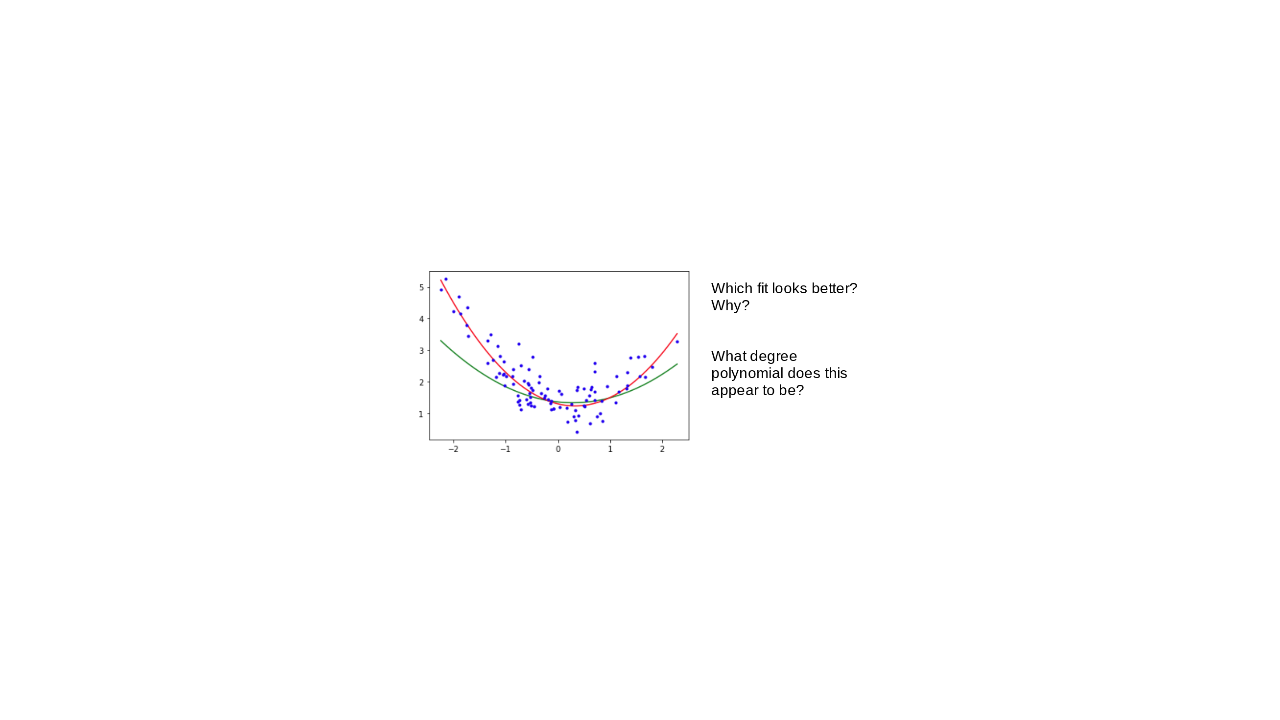 Which fit looks better?
Why?
What degree
polynomial does this
appear to be?
5
4
3
2
1
−2 −1 0 1 2